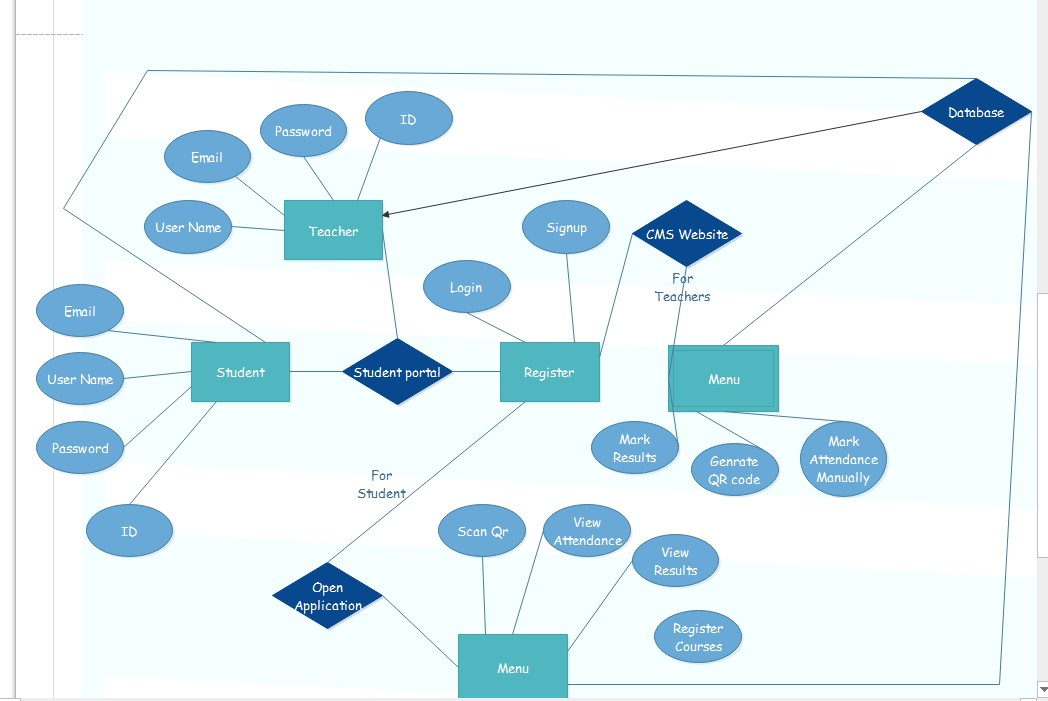 Database
ID
Password
Email
User Name
Teacher
Signup
CMS Website
For
Teachers
Login
Email
User Name
Password
ID
Student
Student portal
Register
Menu
Mark
Results
Genrate
QR code
Mark
Attendance
Manually
For
Student
Scan Qr
View
Attendance
View
Results
Open
Application
Register
Courses
Menu